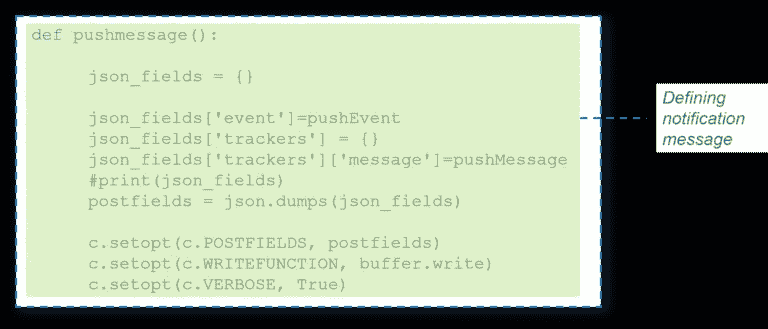 def pushmessage():
json_fields = {}
json_fields['event']=pushEvent
json_fields['trackers'] = {}
json_fields['trackers']['message']=pushMessage
#print(json_fields)
postfields = json.dumps(json_fields)
c.setopt(c.POSTFIELDS, postfields)
c.setopt(c.WRITEFUNCTION, buffer.write)
c.setopt(c.VERBOSE, True)
Defining
notification
message